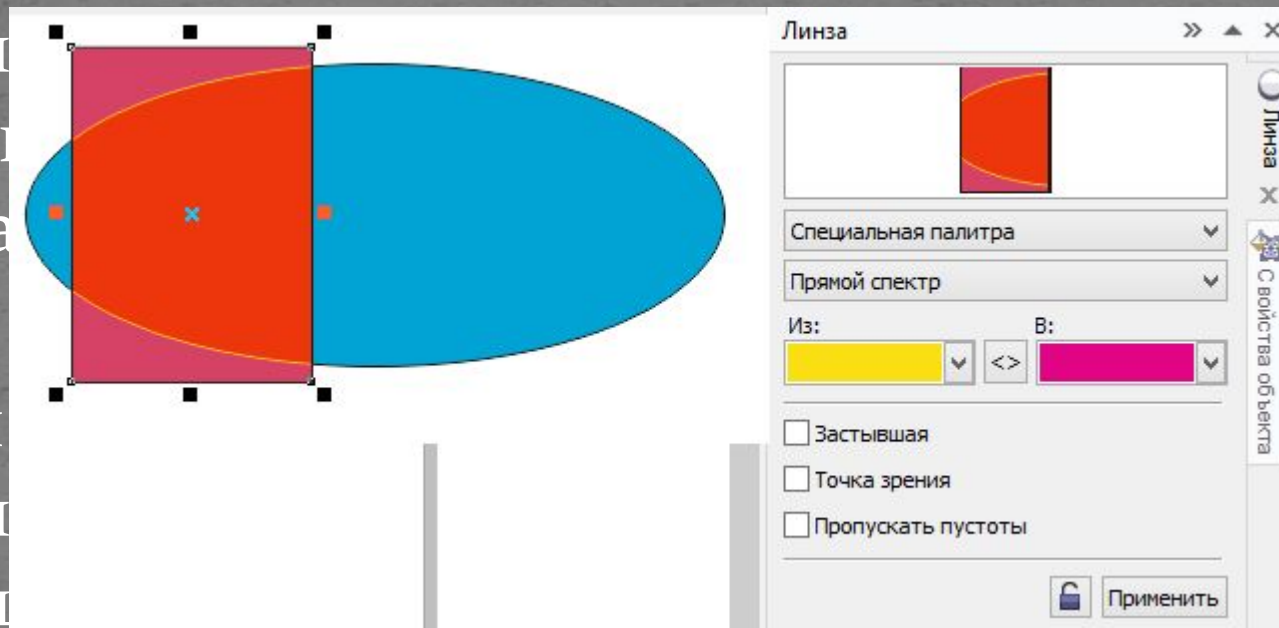 Линза
Специальная палитра
Прямой спектр
Из: В:
<>
Застывшая
Точка зрения
Пропускать пустоты
Применить
Линза
Свойства объекта